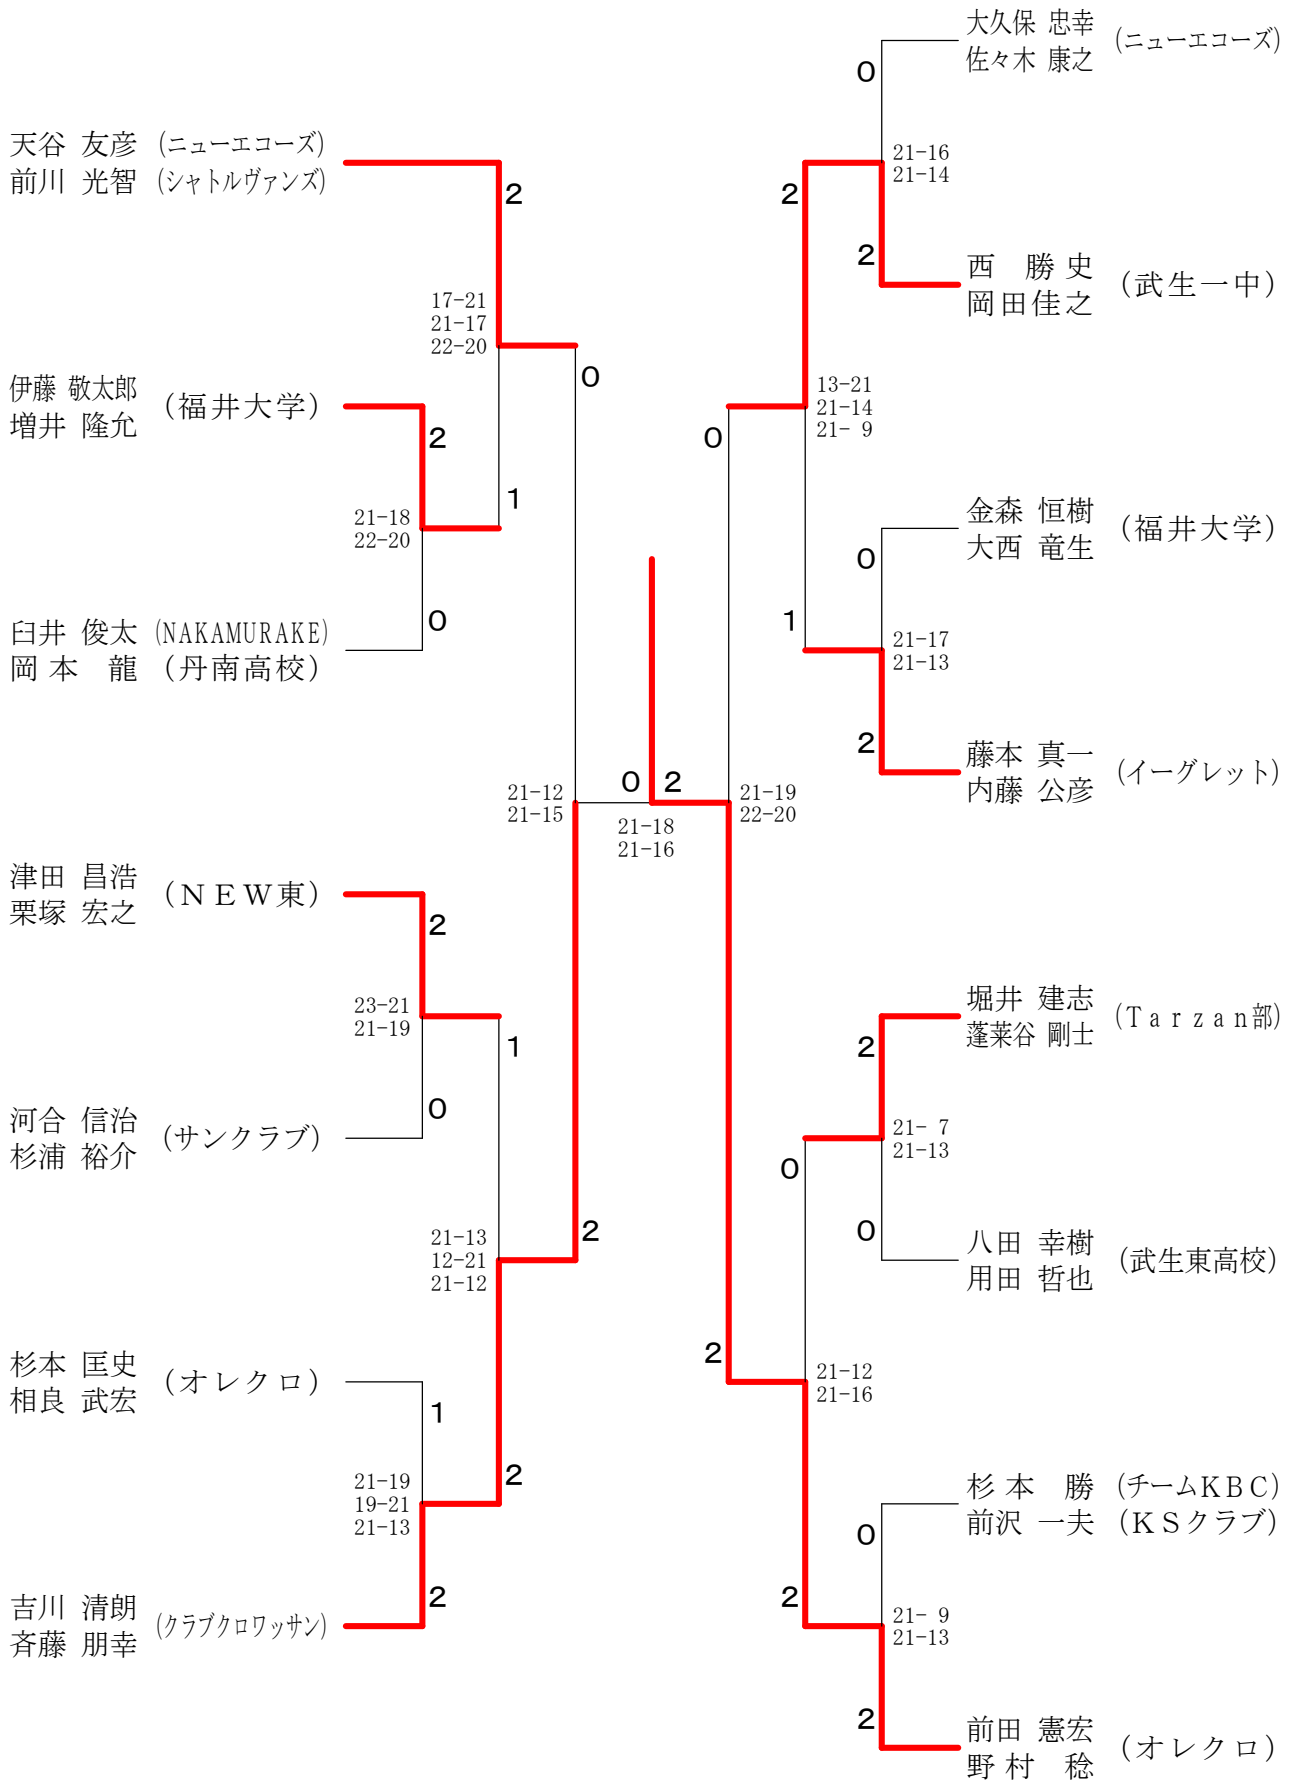 天谷 友彦 (ニューエコーズ)
前川 光智 (シャトルヴァンズ)
2
17-21
21-17
22-20
0
伊藤 敬太郎
増井 隆允
(福井大学)
2
1
21-18
22-20
0
臼井 俊太 (NAKAMURAKE)
岡本 龍 (丹南高校)
21-12
21-15
0
2
21-18
21-16
津田 昌浩
栗塚 宏之
(NEW東)
2
23-21
21-19
1
0
河合 信治
杉浦 裕介
(サンクラブ)
21-13
12-21
21-12
2
杉本 匡史
相良 武宏
(オレクロ)
1
2
21-19
19-21
21-13
2
吉川 清朗
斉藤 朋幸
(クラブクロワッサン)
大久保 忠幸
佐々木 康之
(ニューエコーズ)
0
21-16
21-14
2
2
西 勝史
岡田佳之
(武生一中)
13-21
21-14
21- 9
0
金森 恒樹
大西 竜生
(福井大学)
0
1
21-17
21-13
2
藤本 真一
内藤 公彦
(イーグレット)
21-19
22-20
堀井 建志
蓬莱谷 剛士
(Tarzan部)
2
21- 7
21-13
0
0
八田 幸樹
用田 哲也
(武生東高校)
2
21-12
21-16
杉本 勝 (チームKBC)
前沢 一夫 (KSクラブ)
0
2
21- 9
21-13
2
前田 憲宏
野村 稔
(オレクロ)